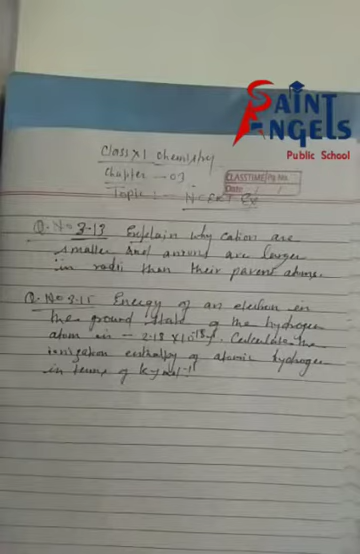 SAINT
ANGELS
Public School
Class XI chemistry
Chapter - 03
CLASSTIME Pg. No.
Date / /
Topic :- NCERT Ex
Q. No = 3.13 Explain why cation are
smaller and anions are larger
in radii than their parent atoms.
Q. No = 3.15 Energy of an electron in
the ground state of the hydrogen
atom is - 2.18 X 10⁻¹⁸J. Calculate the
ionization enthalpy of atomic hydrogen
in terms of KJ mol⁻¹